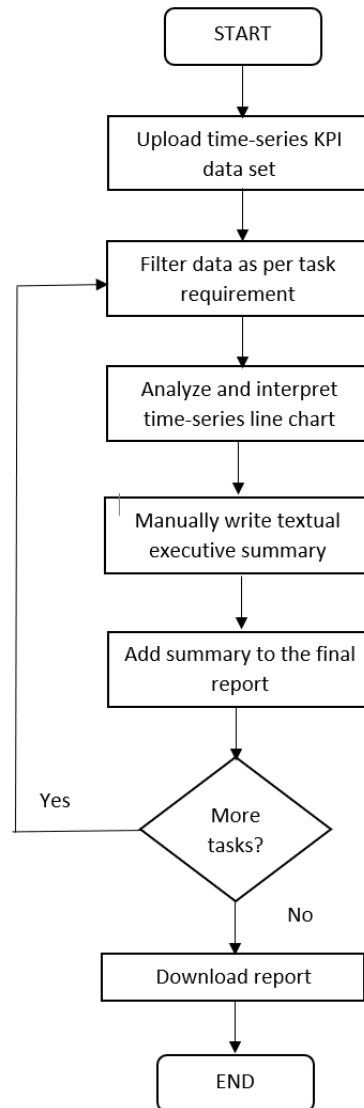 START
Upload time-series KPI
data set
Filter data as per task
requirement
Analyze and interpret
time-series line chart
Manually write textual
executive summary
Add summary to the final
report
Yes
More
tasks?
No
Download report
END